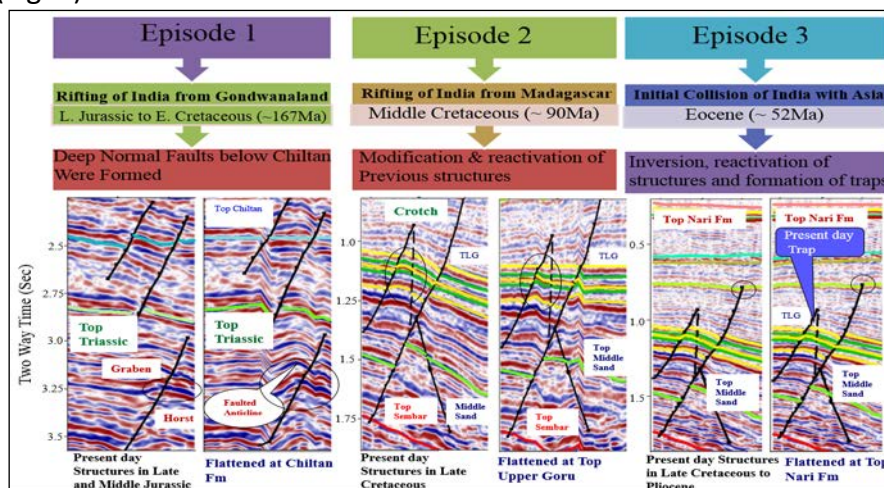 Episode 1
Rifting of India from Gondwanaland
L. Jurassic to E. Cretaceous (~167Ma)
Deep Normal Faults below Chiltan
Were Formed
Episode 2
Rifting of India from Madagascar
Middle Cretaceous (~ 90Ma)
Modification & reactivation of
Previous structures
Episode 3
Initial Collision of India with Asia
Eocene (~ 52Ma)
Inversion, reactivation of
structures and formation of traps
Two Way Time (Sec)
2.5
2.75
3.0
3.25
3.5
Top
Triassic
Graben
Horst
Present day
Structures in Late
and Middle Jurassic
Top Chiltan
Top
Triassic
Faulted
Anticline
Flattened at Chiltan
Fm
1.0
1.25
1.5
1.75
Crotch
TLG
Top
Sembar
Middle
Sand
Present day
Structures in Late
Cretaceous
TLG
Top
Middle
Sand
Top
Sembar
Flattened at Top
Upper Goru
0.5
1.0
1.5
Top Nari Fm
TLG
Top
Middle
Sand
Present day Structures
in Late Cretaceous to
Pliocene
Top Nari Fm
Present day
Trap
TLG
Top
Middle
Sand
Flattened at Top
Nari Fm